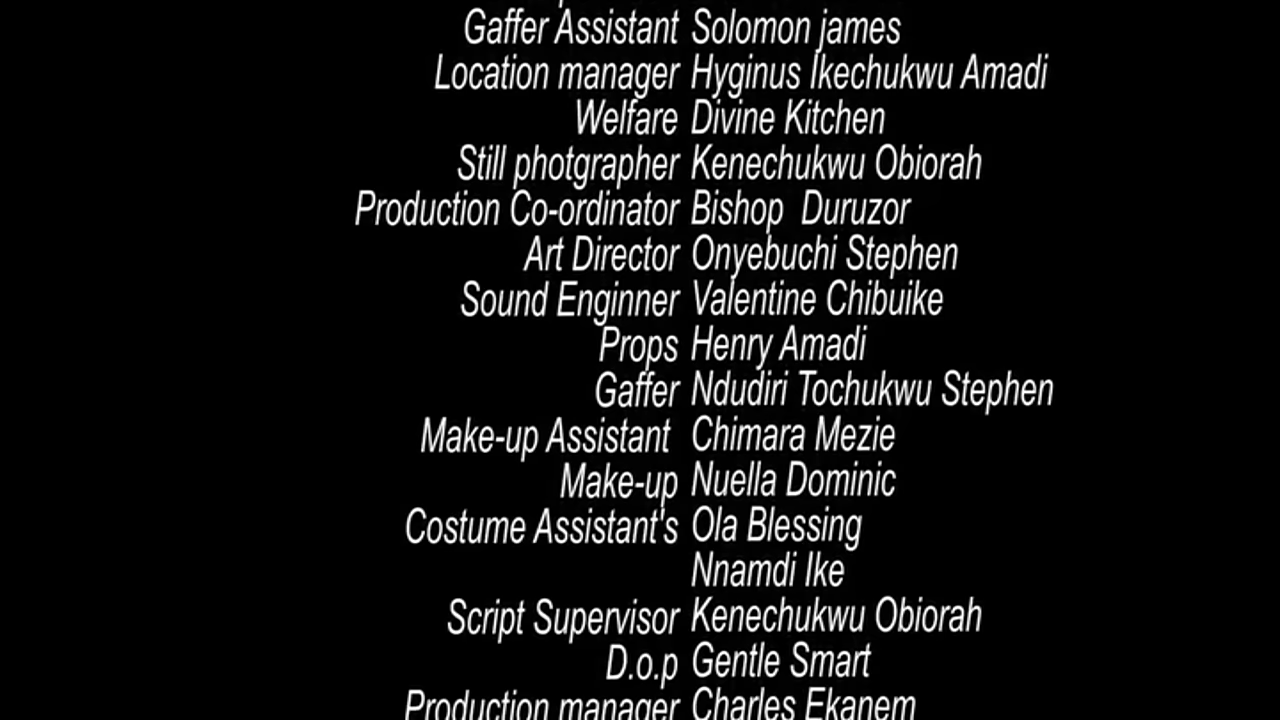 Gaffer Assistant Solomon james
Location manager Hyginus Ikechukwu Amadi
Welfare Divine Kitchen
Still photgrapher Kenechukwu Obiorah
Production Co-ordinator Bishop  Duruzor
Art Director Onyebuchi Stephen
Sound Enginner Valentine Chibuike
Props Henry Amadi
Gaffer Ndudiri Tochukwu Stephen
Make-up Assistant  Chimara Mezie
Make-up Nuella Dominic
Costume Assistant's Ola Blessing
Nnamdi Ike
Script Supervisor Kenechukwu Obiorah
D.o.p Gentle Smart
Production manager Charles Ekanem